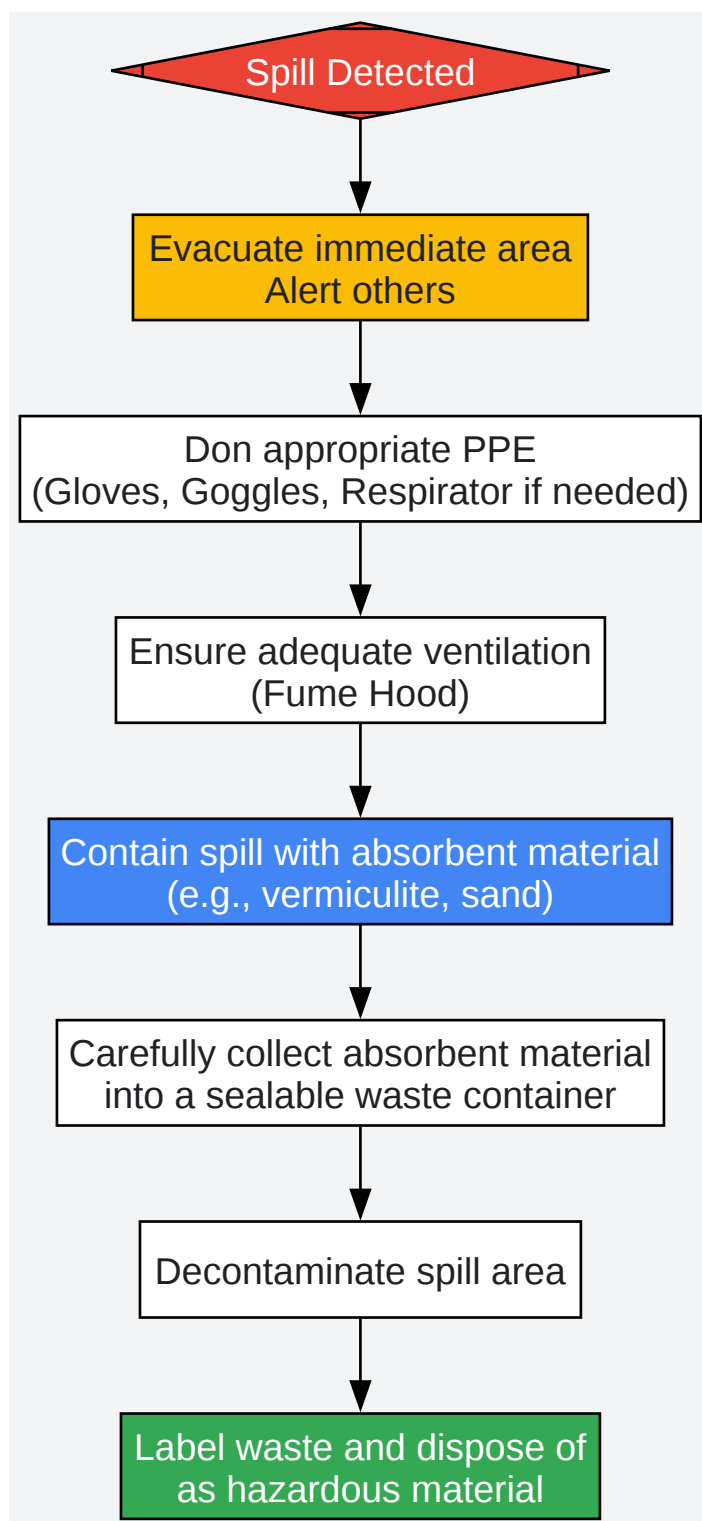 Spill Detected
Evacuate immediate area
Alert others
Don appropriate PPE
(Gloves, Goggles, Respirator if needed)
Ensure adequate ventilation
(Fume Hood)
Contain spill with absorbent material
(e.g., vermiculite, sand)
Carefully collect absorbent material
into a sealable waste container
Decontaminate spill area
Label waste and dispose of
as hazardous material